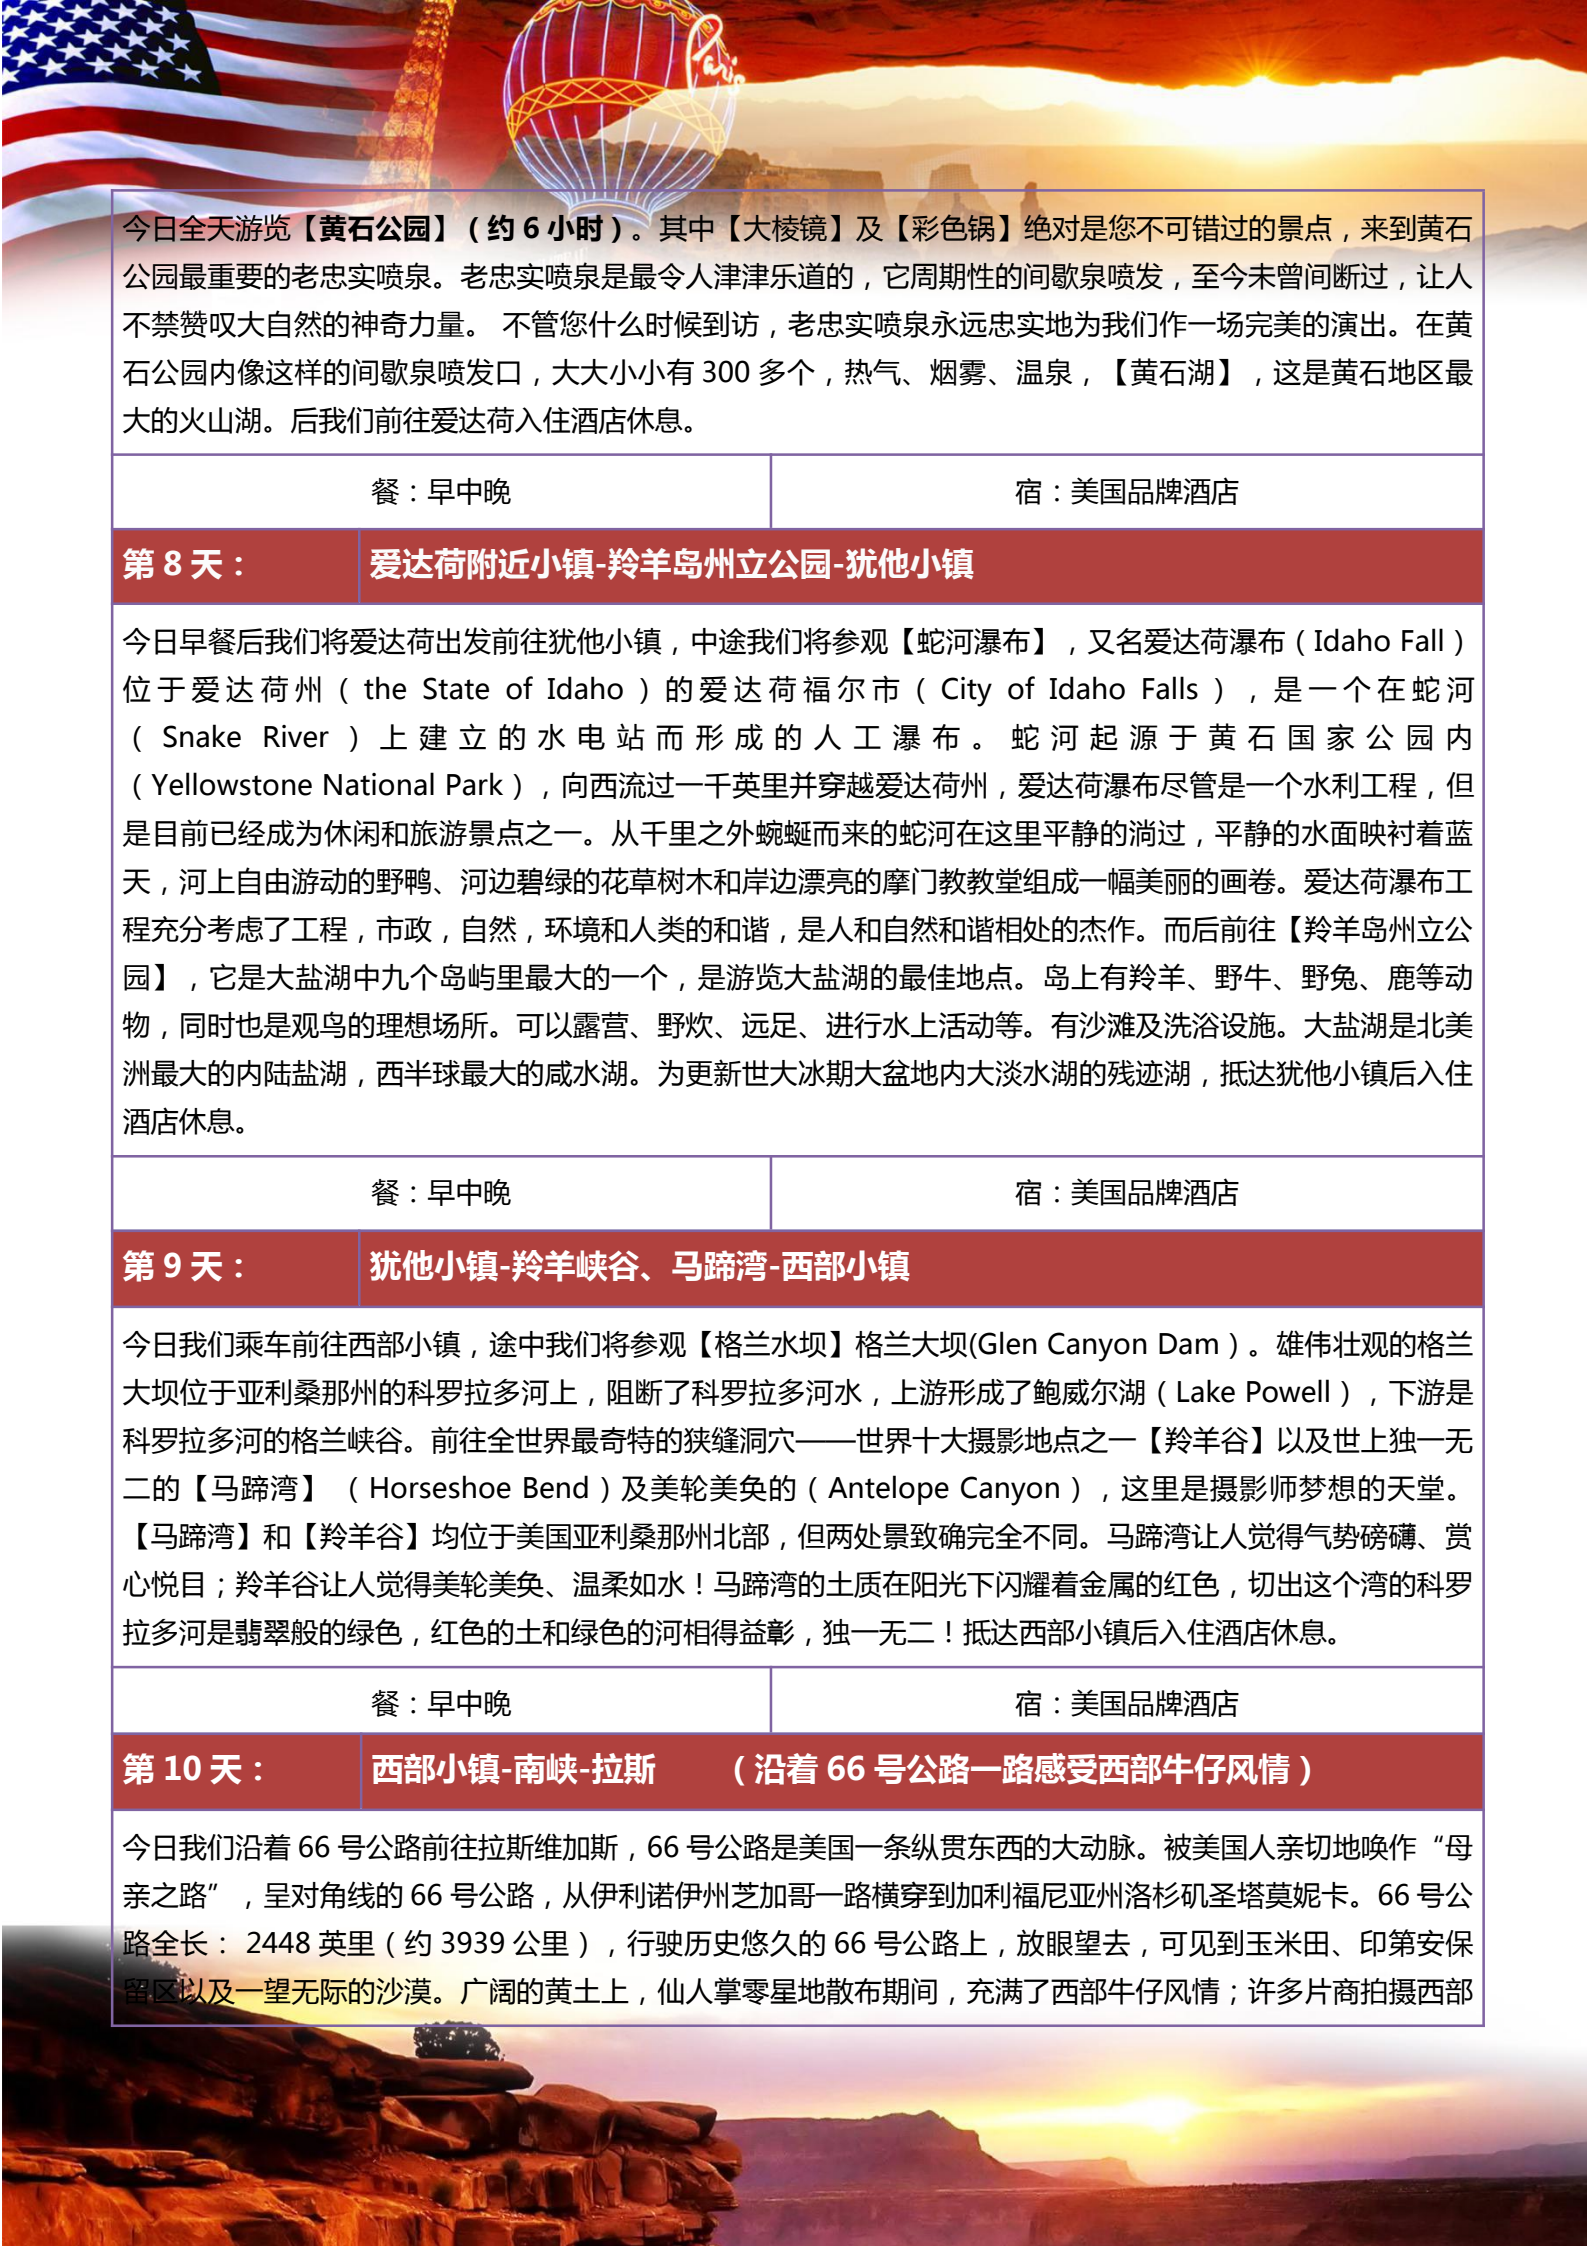 Paris
今日全天游览【黄石公园】（约 6 小时）。其中【大棱镜】及【彩色锅】绝对是您不可错过的景点，来到黄石
公园最重要的老忠实喷泉。老忠实喷泉是最令人津津乐道的，它周期性的间歇泉喷发，至今未曾间断过，让人
不禁赞叹大自然的神奇力量。 不管您什么时候到访，老忠实喷泉永远忠实地为我们作一场完美的演出。在黄
石公园内像这样的间歇泉喷发口，大大小小有 300 多个，热气、烟雾、温泉，【黄石湖】，这是黄石地区最
大的火山湖。后我们前往爱达荷入住酒店休息。
餐：早中晚 宿：美国品牌酒店
第 8 天： 爱达荷附近小镇-羚羊岛州立公园-犹他小镇
今日早餐后我们将爱达荷出发前往犹他小镇，中途我们将参观【蛇河瀑布】，又名爱达荷瀑布（Idaho Fall）
位于爱达荷州（ the State of Idaho ）的爱达荷福尔市（ City of Idaho Falls ），是一个在蛇河
（ Snake River ）上建立的水电站而形成的人工瀑布。蛇河起源于黄石国家公园内
（Yellowstone National Park），向西流过一千英里并穿越爱达荷州，爱达荷瀑布尽管是一个水利工程，但
是目前已经成为休闲和旅游景点之一。从千里之外蜿蜒而来的蛇河在这里平静的淌过，平静的水面映衬着蓝
天，河上自由游动的野鸭、河边碧绿的花草树木和岸边漂亮的摩门教教堂组成一幅美丽的画卷。爱达荷瀑布工
程充分考虑了工程，市政，自然，环境和人类的和谐，是人和自然和谐相处的杰作。而后前往【羚羊岛州立公
园】，它是大盐湖中九个岛屿里最大的一个，是游览大盐湖的最佳地点。岛上有羚羊、野牛、野兔、鹿等动
物，同时也是观鸟的理想场所。可以露营、野炊、远足、进行水上活动等。有沙滩及洗浴设施。大盐湖是北美
洲最大的内陆盐湖，西半球最大的咸水湖。为更新世大冰期大盆地内大淡水湖的残迹湖，抵达犹他小镇后入住
酒店休息。
餐：早中晚 宿：美国品牌酒店
第 9 天： 犹他小镇-羚羊峡谷、马蹄湾-西部小镇
今日我们乘车前往西部小镇，途中我们将参观【格兰水坝】格兰大坝(Glen Canyon Dam）。雄伟壮观的格兰
大坝位于亚利桑那州的科罗拉多河上，阻断了科罗拉多河水，上游形成了鲍威尔湖（Lake Powell），下游是
科罗拉多河的格兰峡谷。前往全世界最奇特的狭缝洞穴——世界十大摄影地点之一【羚羊谷】以及世上独一无
二的【马蹄湾】 （Horseshoe Bend）及美轮美奂的（Antelope Canyon），这里是摄影师梦想的天堂。
【马蹄湾】和【羚羊谷】均位于美国亚利桑那州北部，但两处景致确完全不同。马蹄湾让人觉得气势磅礴、赏
心悦目；羚羊谷让人觉得美轮美奂、温柔如水！马蹄湾的土质在阳光下闪耀着金属的红色，切出这个湾的科罗
拉多河是翡翠般的绿色，红色的土和绿色的河相得益彰，独一无二！抵达西部小镇后入住酒店休息。
餐：早中晚 宿：美国品牌酒店
第 10 天： 西部小镇-南峡-拉斯 （沿着 66 号公路一路感受西部牛仔风情）
今日我们沿着 66 号公路前往拉斯维加斯，66 号公路是美国一条纵贯东西的大动脉。被美国人亲切地唤作“母
亲之路”，呈对角线的 66 号公路，从伊利诺伊州芝加哥一路横穿到加利福尼亚州洛杉矶圣塔莫妮卡。66 号公
路全长： 2448 英里（约 3939 公里），行驶历史悠久的 66 号公路上，放眼望去，可见到玉米田、印第安保
留区以及一望无际的沙漠。广阔的黄土上，仙人掌零星地散布期间，充满了西部牛仔风情；许多片商拍摄西部